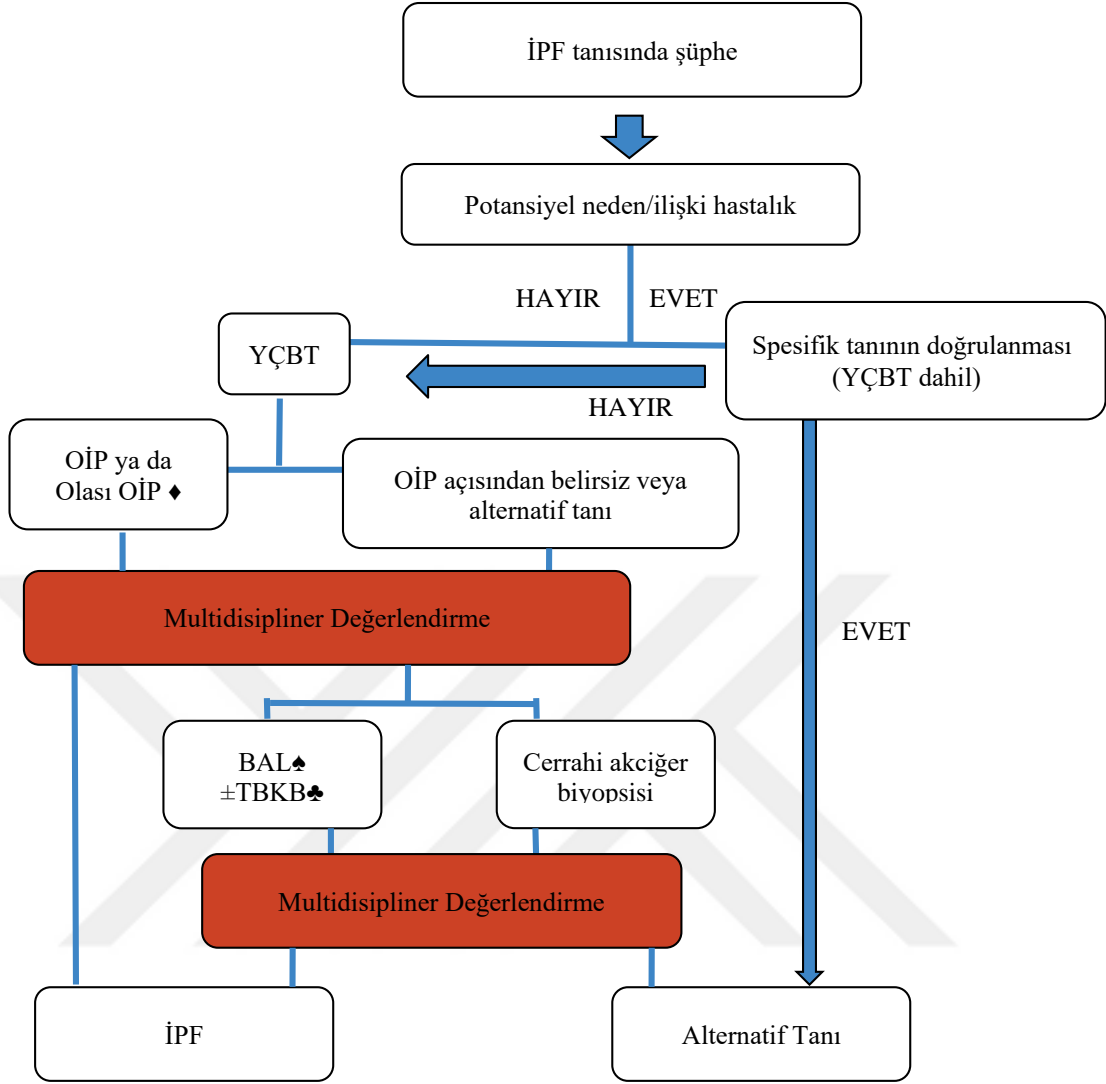 İPF tanısında şüphe
Potansiyel neden/ilişki hastalık
HAYIR
EVET
YÇBT
Spesifik tanının doğrulanması
(YÇBT dahil)
HAYIR
OİP ya da
Olası OİP ♦
OİP açısından belirsiz veya
alternatif tanı
Multidisipliner Değerlendirme
EVET
BAL♠
±TBKB♣
Cerrahi akciğer
biyopsisi
Multidisipliner Değerlendirme
İPF
Alternatif Tanı